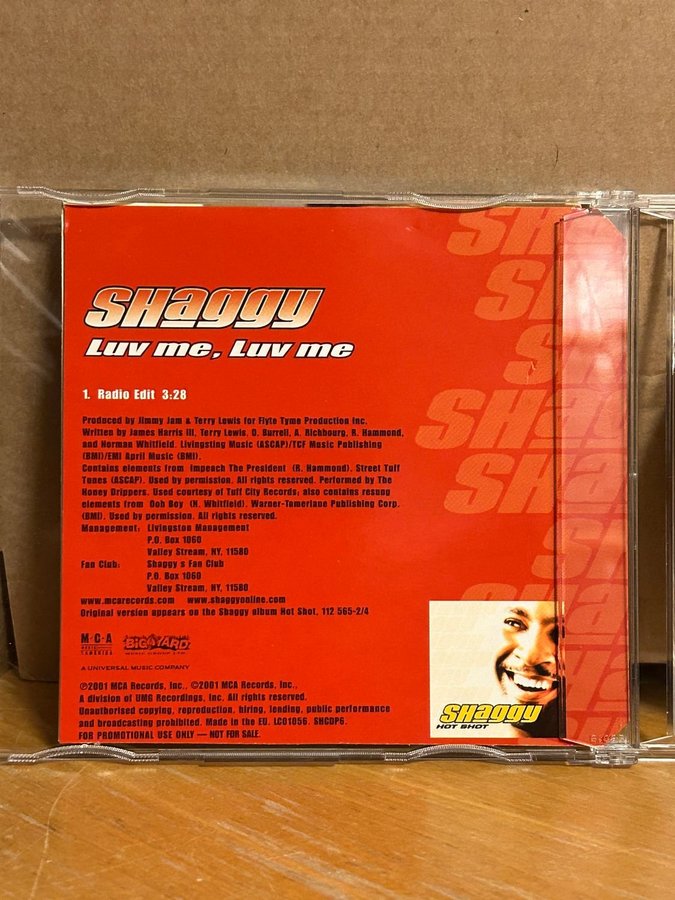 SHaggy
Luv me, Luv me
1. Radio Edit 3:28
Produced by Jimmy Jam & Terry Lewis for Flyte Tyme Production Inc.
Written by James Harris III, Terry Lewis, O. Burrell, A. Richbourg, R. Hammond,
and Norman Whitfield. Livingsting Music (ASCAP)/TCF Music Publishing
(BMI)/EMI April Music (BMI).
Contains elements from Impeach The President (R. Hammond). Street Tuff
Tunes (ASCAP). Used by permission. All rights reserved. Performed by The
Honey Drippers. Used courtesy of Tuff City Records; also contains resung
elements from Ooh Boy (N. Whitfield). Warner-Tamerlane Publishing Corp.
(BMI). Used by permission. All rights reserved.
Management: Livingston Management
P.O. Box 1060
Valley Stream, NY, 11580
Fan Club: Shaggy s Fan Club
P.O. Box 1060
Valley Stream, NY, 11580
www.mcarecords.com www.shaggyonline.com
Original version appears on the Shaggy album Hot Shot, 112 565-2/4
M·C·A
BIGYARD
A UNIVERSAL MUSIC COMPANY
℗2001 MCA Records, Inc., ©2001 MCA Records, Inc.,
A division of UMG Recordings, Inc. All rights reserved.
Unauthorised copying, reproduction, hiring, lending, public performance
and broadcasting prohibited. Made in the EU. LC01056. SHCDP6.
FOR PROMOTIONAL USE ONLY — NOT FOR SALE.
SHaggy
HOT SHOT